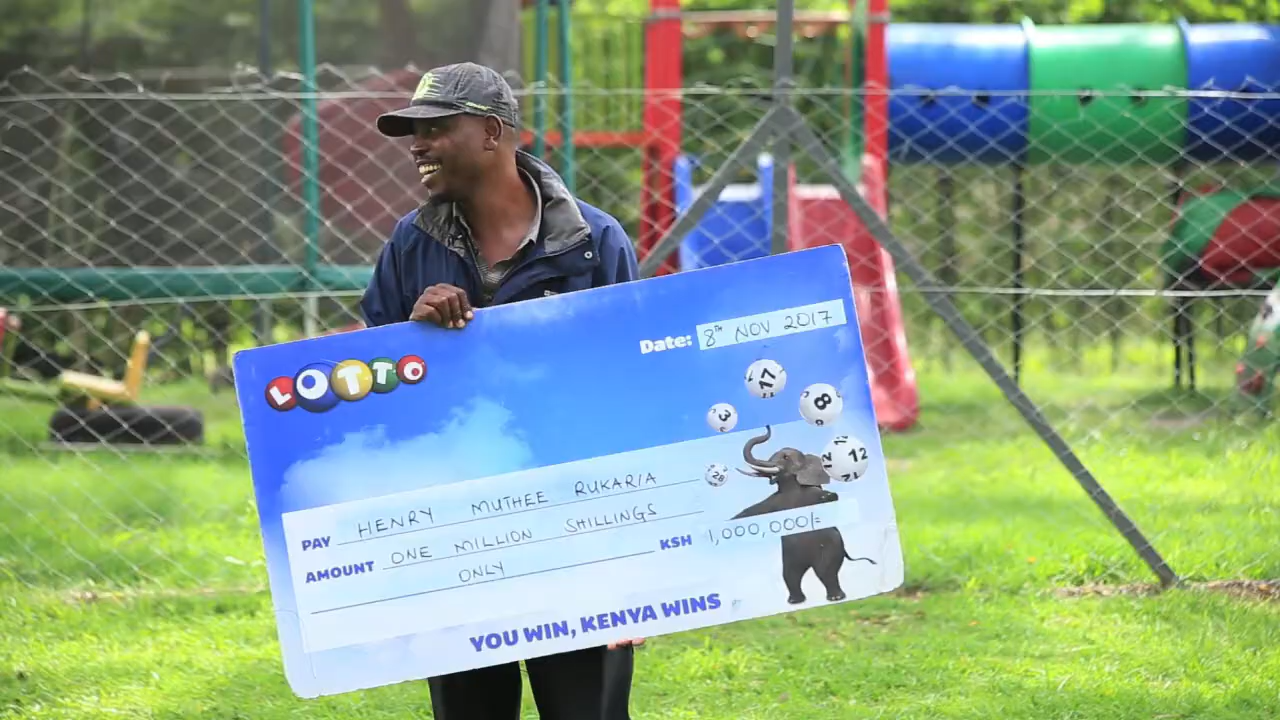 LOTTO
Date: 8TH NOV 2017
17
3
8
12
28
PAY HENRY MUTHEE RUKARIA
AMOUNT ONE MILLION SHILLINGS
ONLY
KSH 1,000,000/=
YOU WIN, KENYA WINS